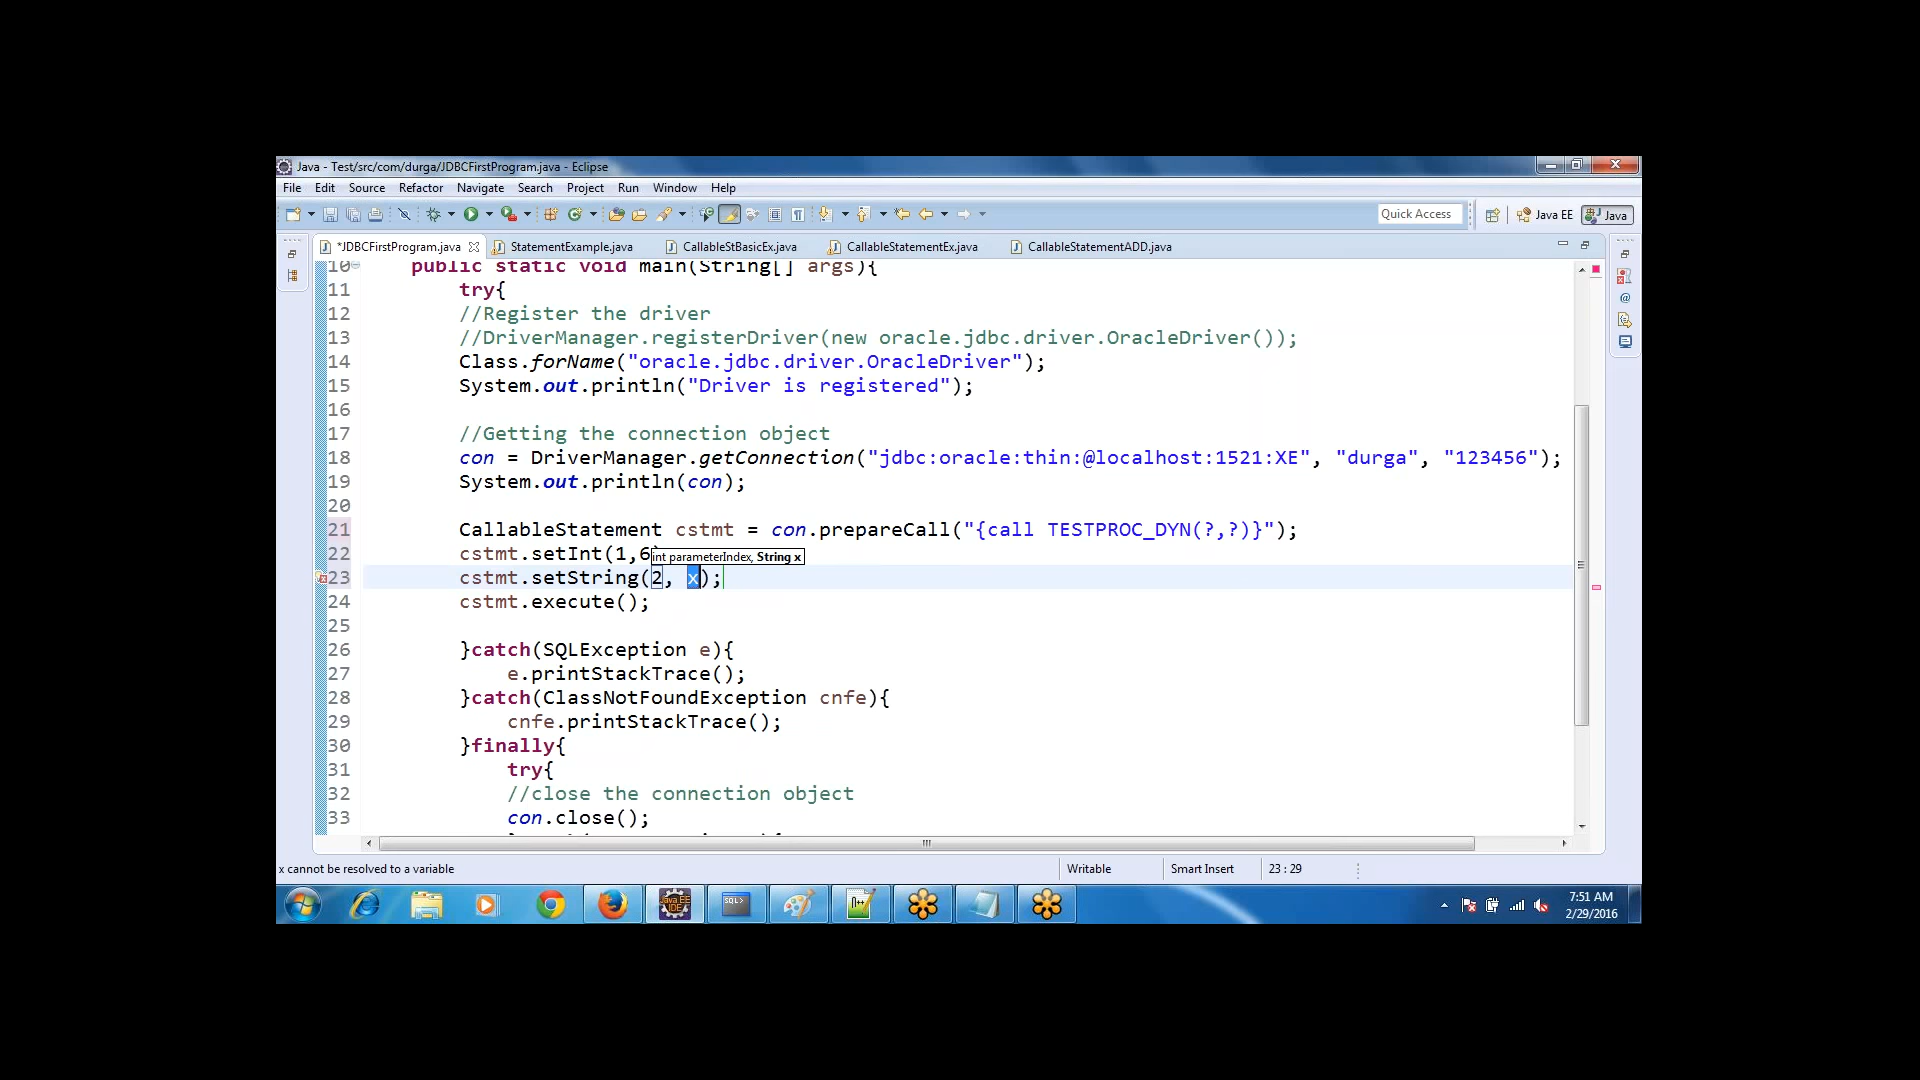 Java - Test/src/com/durga/JDBCFirstProgram.java - Eclipse
File Edit Source Refactor Navigate Search Project Run Window Help
Quick Access Java EE Java
*JDBCFirstProgram.java StatementExample.java CallableStBasicEx.java CallableStatementEx.java CallableStatementADD.java
10 public static void main(String[] args){
11 try{
12 //Register the driver
13 //DriverManager.registerDriver(new oracle.jdbc.driver.OracleDriver());
14 Class.forName("oracle.jdbc.driver.OracleDriver");
15 System.out.println("Driver is registered");
16
17 //Getting the connection object
18 con = DriverManager.getConnection("jdbc:oracle:thin:@localhost:1521:XE", "durga", "123456");
19 System.out.println(con);
20
21 CallableStatement cstmt = con.prepareCall("{call TESTPROC_DYN(?,?)}");
22 cstmt.setInt(1,6
int parameterIndex, String x
23 cstmt.setString(2, x);
24 cstmt.execute();
25
26 }catch(SQLException e){
27 e.printStackTrace();
28 }catch(ClassNotFoundException cnfe){
29 cnfe.printStackTrace();
30 }finally{
31 try{
32 //close the connection object
33 con.close();
x cannot be resolved to a variable Writable Smart Insert 23 : 29
7:51 AM
2/29/2016